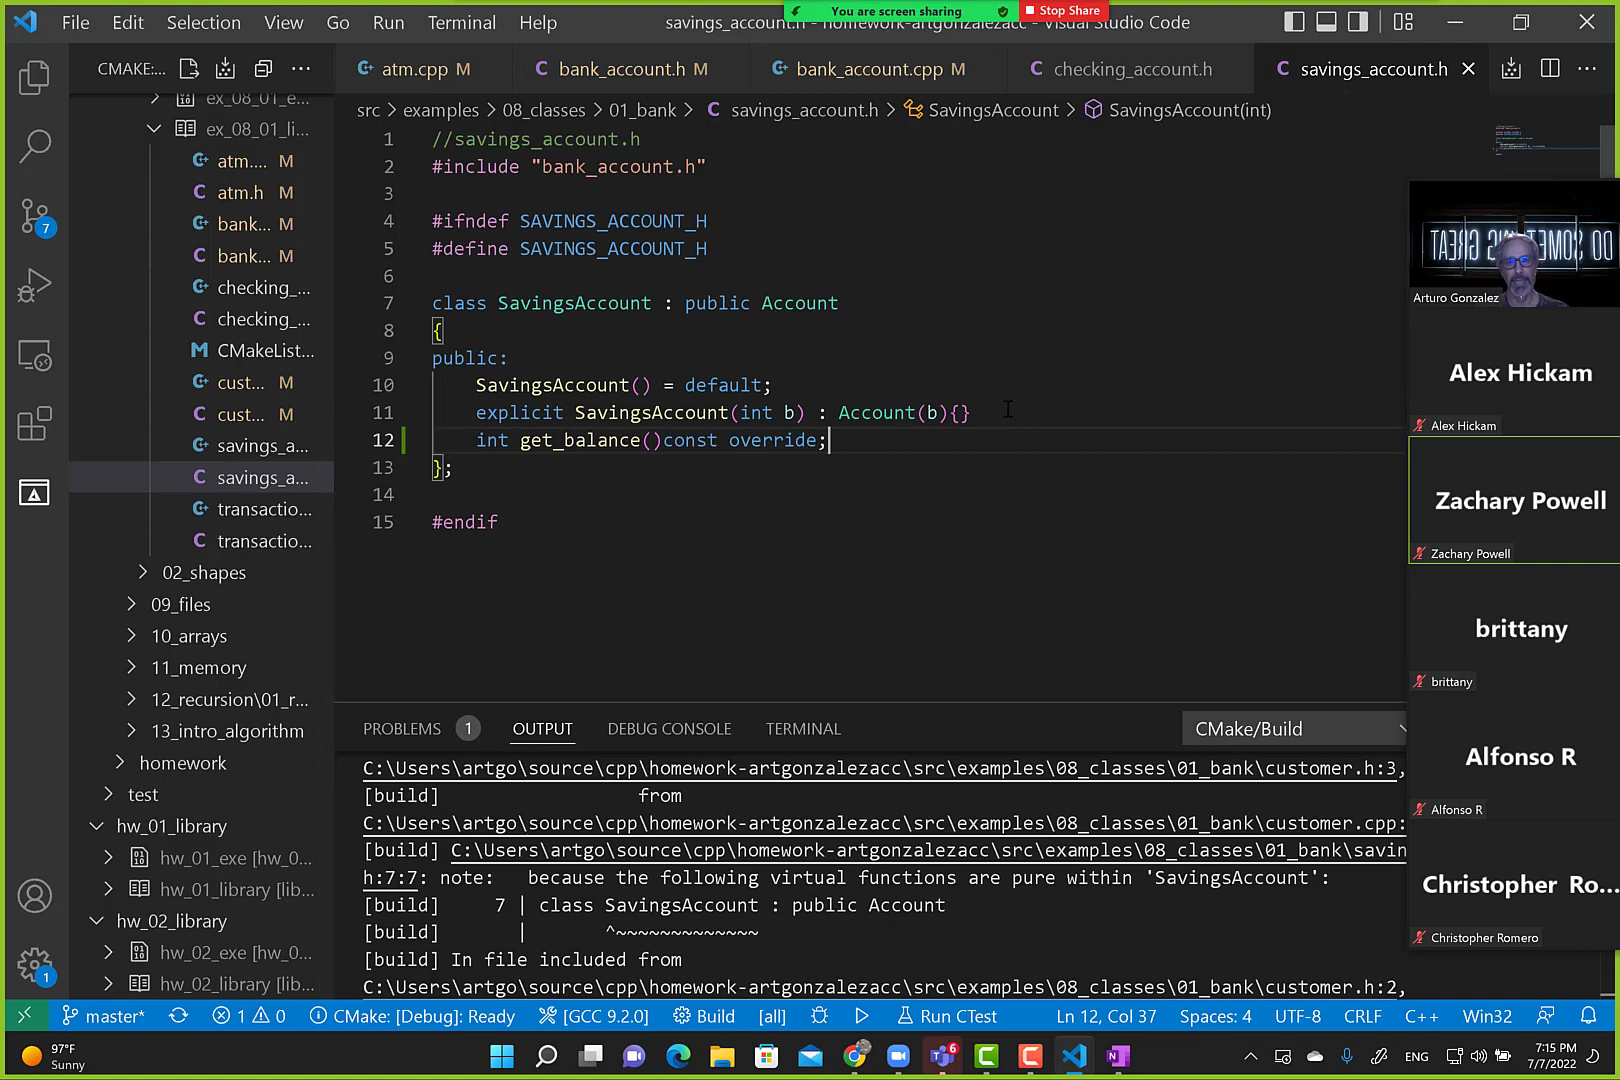 You are screen sharing
Stop Share
File Edit Selection View Go Run Terminal Help
savings_account.h - homework-artgonzalezacc - Visual Studio Code
CMAKE:...
atm.cpp M
bank_account.h M
bank_account.cpp M
checking_account.h
savings_account.h
src > examples > 08_classes > 01_bank > savings_account.h > SavingsAccount > SavingsAccount(int)
ex_08_01_e...
ex_08_01_li...
atm.... M
atm.h M
bank... M
bank... M
checking_...
checking_...
CMakeList...
cust... M
cust... M
savings_a...
savings_a...
transactio...
transactio...
02_shapes
09_files
10_arrays
11_memory
12_recursion\01_r...
13_intro_algorithm
homework
test
hw_01_library
hw_01_exe [hw_0...
hw_01_library [lib...
hw_02_library
hw_02_exe [hw_0...
hw_02_library [lib...
7
1
1 //savings_account.h
2 #include "bank_account.h"
3
4 #ifndef SAVINGS_ACCOUNT_H
5 #define SAVINGS_ACCOUNT_H
6
7 class SavingsAccount : public Account
8 {
9 public:
10 SavingsAccount() = default;
11 explicit SavingsAccount(int b) : Account(b){}
12 int get_balance()const override;
13 };
14
15 #endif
DO SOMETHING GREAT
Arturo Gonzalez
Alex Hickam
Alex Hickam
Zachary Powell
Zachary Powell
brittany
brittany
Alfonso R
Alfonso R
Christopher Ro...
Christopher Romero
PROBLEMS 1 OUTPUT DEBUG CONSOLE TERMINAL
CMake/Build
C:\Users\artgo\source\cpp\homework-artgonzalezacc\src\examples\08_classes\01_bank\customer.h:3,
[build] from
C:\Users\artgo\source\cpp\homework-artgonzalezacc\src\examples\08_classes\01_bank\customer.cpp:
[build] C:\Users\artgo\source\cpp\homework-artgonzalezacc\src\examples\08_classes\01_bank\savin
h:7:7: note: because the following virtual functions are pure within 'SavingsAccount':
[build] 7 | class SavingsAccount : public Account
[build] | ^~~~~~~~~~~~~~
[build] In file included from
C:\Users\artgo\source\cpp\homework-artgonzalezacc\src\examples\08_classes\01_bank\customer.h:2,
master* 1 0 CMake: [Debug]: Ready [GCC 9.2.0] Build [all] Run CTest Ln 12, Col 37 Spaces: 4 UTF-8 CRLF C++ Win32
97°F
Sunny
6
ENG
7:15 PM
7/7/2022